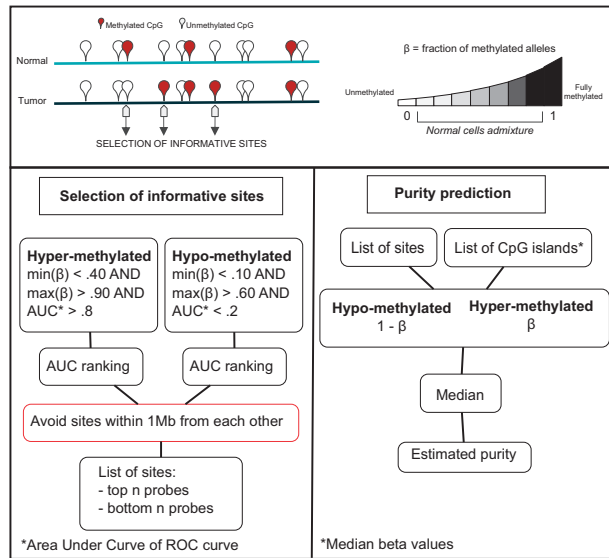 Methylated CpG
Unmethylated CpG
Normal
Tumor
SELECTION OF INFORMATIVE SITES
β = fraction of methylated alleles
Unmethylated
Fully
methylated
0
1
Normal cells admixture
Selection of informative sites
Hyper-methylated
min(β) < .40 AND
max(β) > .90 AND
AUC* > .8
Hypo-methylated
min(β) < .10 AND
max(β) > .60 AND
AUC* < .2
AUC ranking
AUC ranking
Avoid sites within 1Mb from each other
List of sites:
- top n probes
- bottom n probes
*Area Under Curve of ROC curve
Purity prediction
List of sites
List of CpG islands*
Hypo-methylated
1 - β
Hyper-methylated
β
Median
Estimated purity
*Median beta values